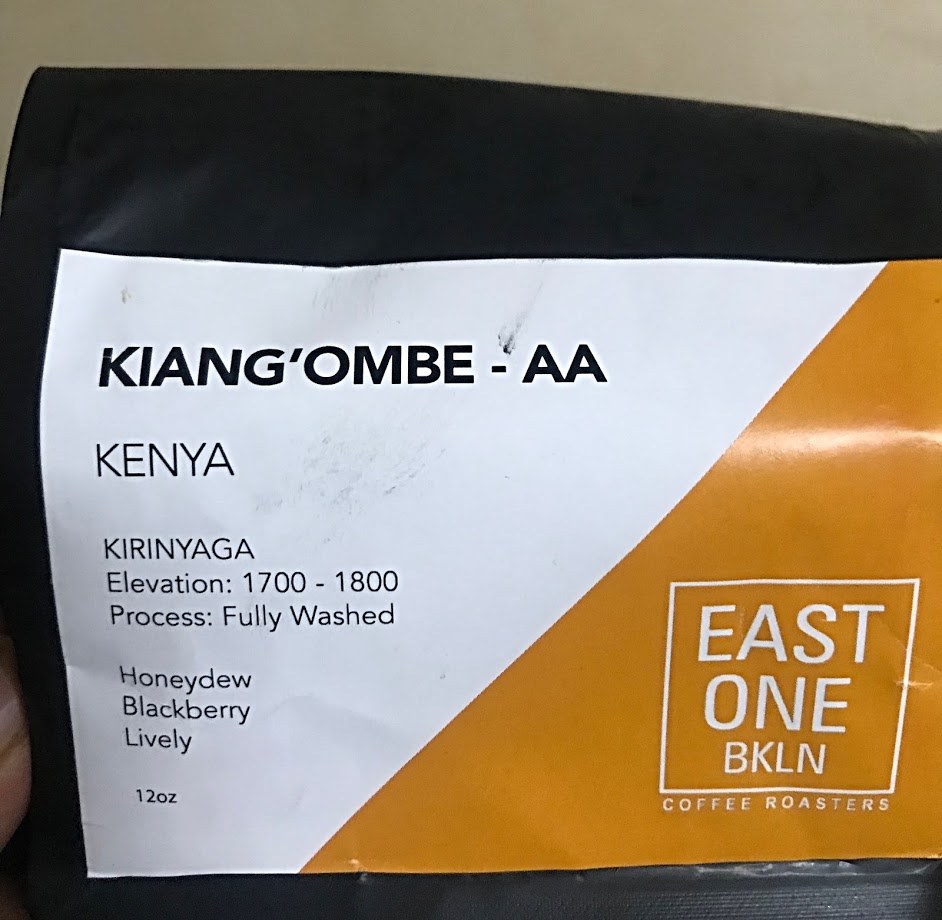 KIANG'OMBE - AA
KENYA
KIRINYAGA
Elevation: 1700 - 1800
Process: Fully Washed
Honeydew
Blackberry
Lively
12oz
EAST
ONE
BKLN
COFFEE ROASTERS